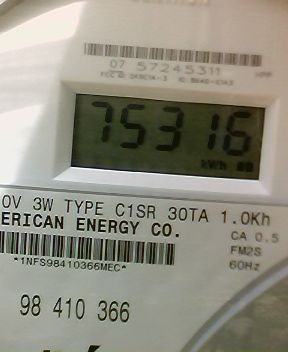 07 57245311
75316
kWh
0V 3W TYPE C1SR 30TA 1.0Kh
ERICAN ENERGY CO.
CA 0.5
FM2S
*1NFS98410366MEC*
60Hz
98 410 366